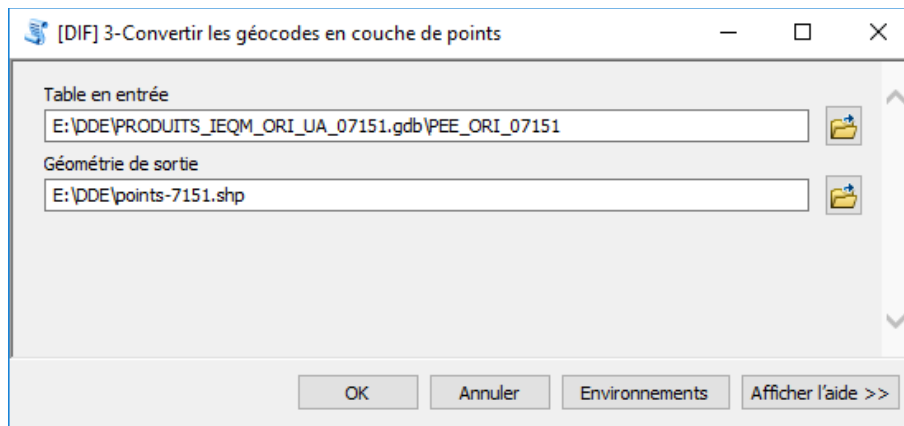 [DIF] 3-Convertir les géocodes en couche de points
Table en entrée
E:\DDE\PRODUITS_IEQM_ORI_UA_07151.gdb\PEE_ORI_07151
Géométrie de sortie
E:\DDE\points-7151.shp
OK Annuler Environnements Afficher l'aide >>